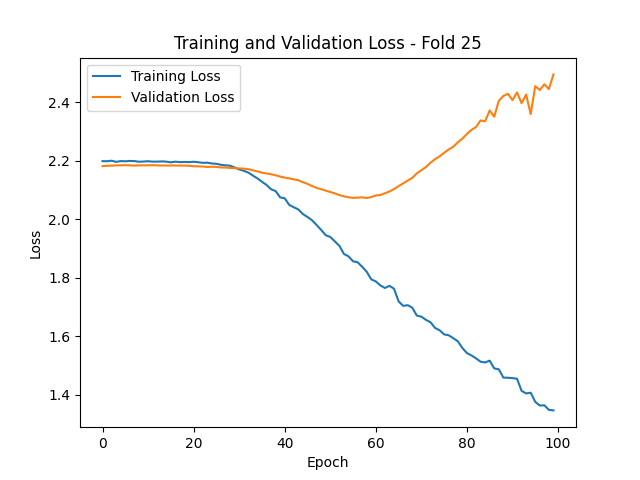 Training and Validation Loss - Fold 25
Training Loss
Validation Loss
2.4
2.2
2.0
1.8
1.6
1.4
Loss
0
20
40
60
80
100
Epoch